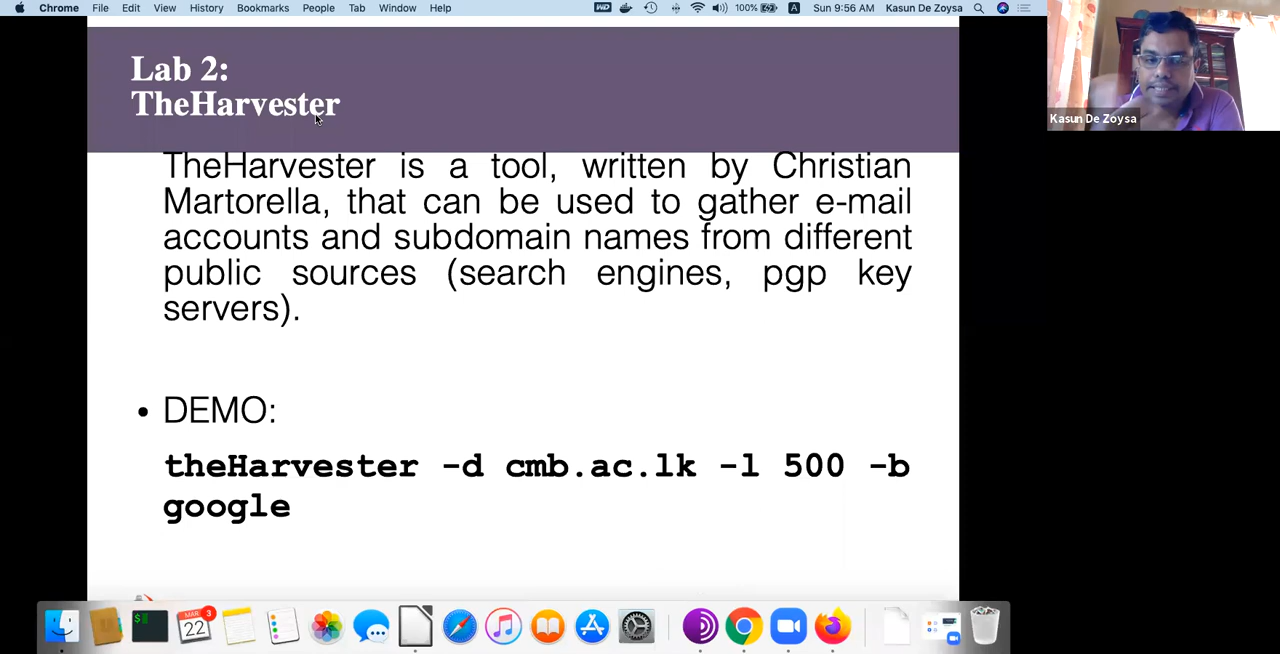 Chrome File Edit View History Bookmarks People Tab Window Help 100% A Sun 9:56 AM Kasun De Zoysa
Lab 2:
TheHarvester
Kasun De Zoysa
TheHarvester is a tool, written by Christian
Martorella, that can be used to gather e-mail
accounts and subdomain names from different
public sources (search engines, pgp key
servers).
• DEMO:
theHarvester -d cmb.ac.lk -l 500 -b
google
MAR
3
22